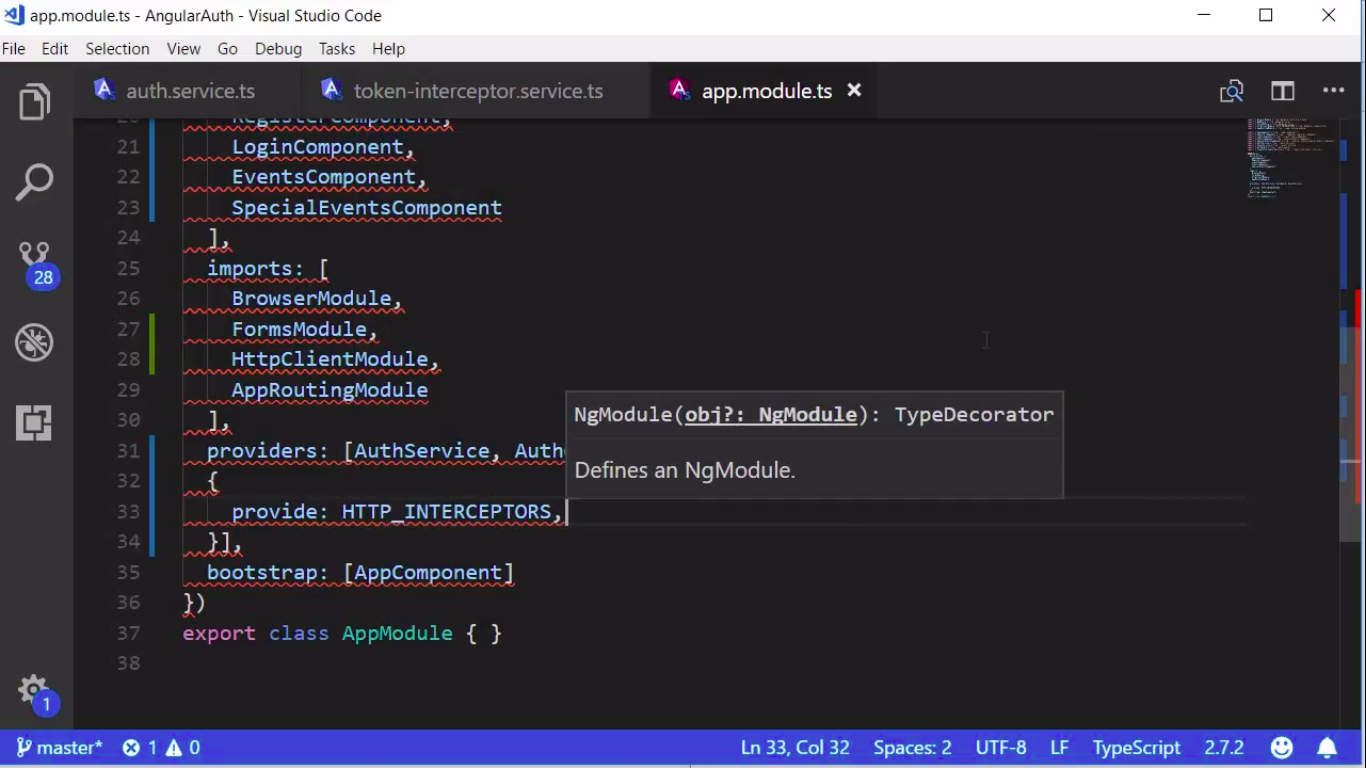 app.module.ts - AngularAuth - Visual Studio Code
File Edit Selection View Go Debug Tasks Help
auth.service.ts token-interceptor.service.ts app.module.ts
RegisterComponent,
21 LoginComponent,
22 EventsComponent,
23 SpecialEventsComponent
24 ],
25 imports: [
26 BrowserModule,
27 FormsModule,
28 HttpClientModule,
29 AppRoutingModule
30 ],
31 providers: [AuthService, Auth
32 {
33 provide: HTTP_INTERCEPTORS,
34 }],
35 bootstrap: [AppComponent]
36 })
37 export class AppModule { }
38
NgModule(obj?: NgModule): TypeDecorator
Defines an NgModule.
28
1
master* 1 0 Ln 33, Col 32 Spaces: 2 UTF-8 LF TypeScript 2.7.2